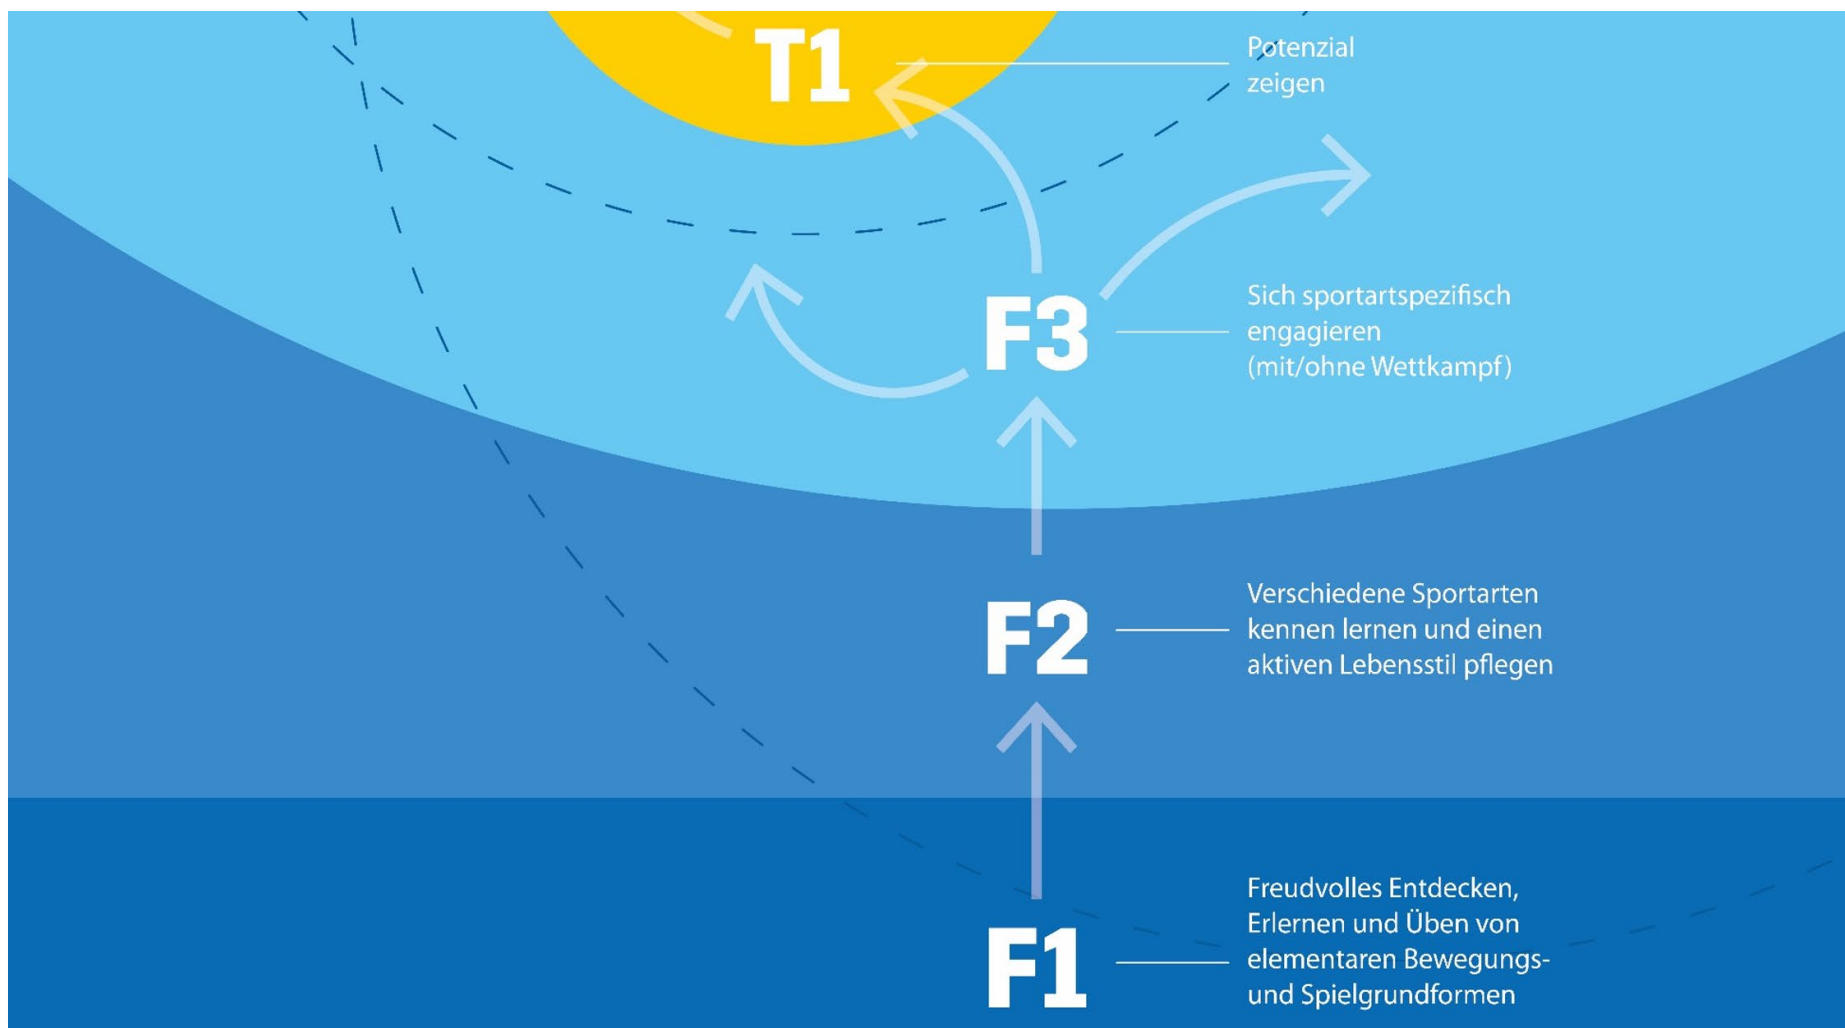 T1
Potenzial
zeigen
F3
Sich sportartspezifisch
engagieren
(mit/ohne Wettkampf)
F2
Verschiedene Sportarten
kennen lernen und einen
aktiven Lebensstil pflegen
F1
Freudvolles Entdecken,
Erlernen und Üben von
elementaren Bewegungs-
und Spielgrundformen